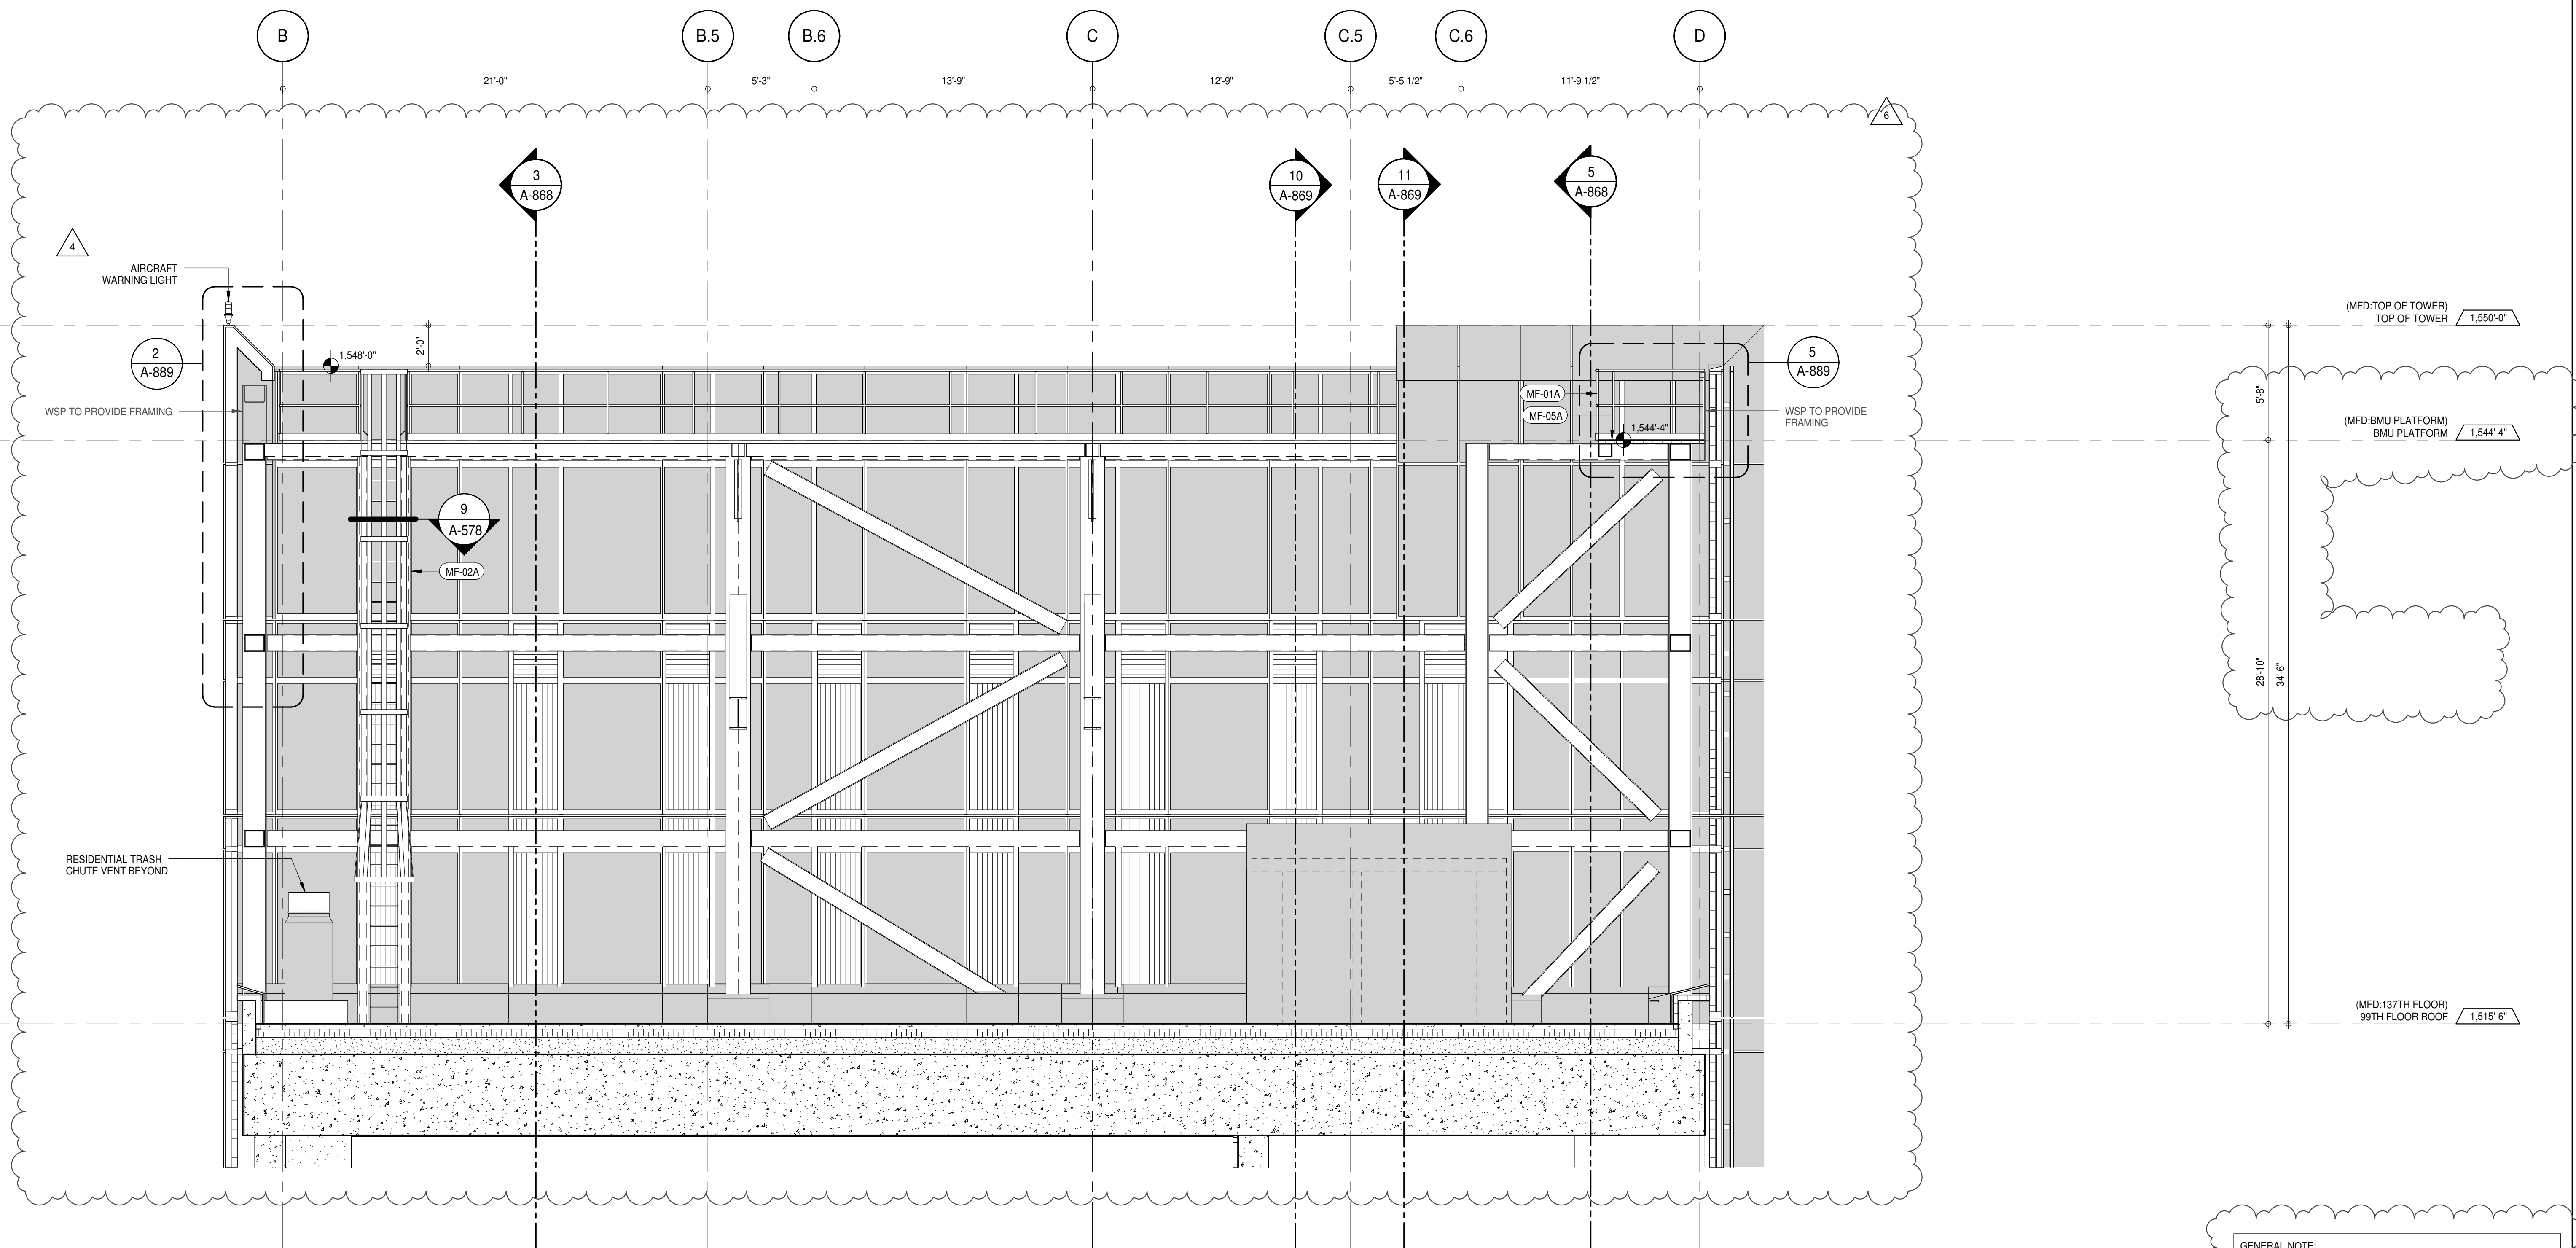 B
B.5
B.6
C
C.5
C.6
D
21'-0"
5'-3"
13'-9"
12'-9"
5'-5 1/2"
11'-9 1/2"
6
3
A-868
10
A-869
11
A-869
5
A-868
4
AIRCRAFT
WARNING LIGHT
2
A-889
1,548'-0"
2'-0"
5
A-889
WSP TO PROVIDE FRAMING
MF-01A
MF-05A
1,544'-4"
WSP TO PROVIDE
FRAMING
9
A-578
MF-02A
RESIDENTIAL TRASH
CHUTE VENT BEYOND
(MFD:TOP OF TOWER)
TOP OF TOWER
1,550'-0"
5'-8"
(MFD:BMU PLATFORM)
BMU PLATFORM
1,544'-4"
28'-10"
34'-6"
(MFD:137TH FLOOR)
99TH FLOOR ROOF
1,515'-6"
GENERAL NOTE: